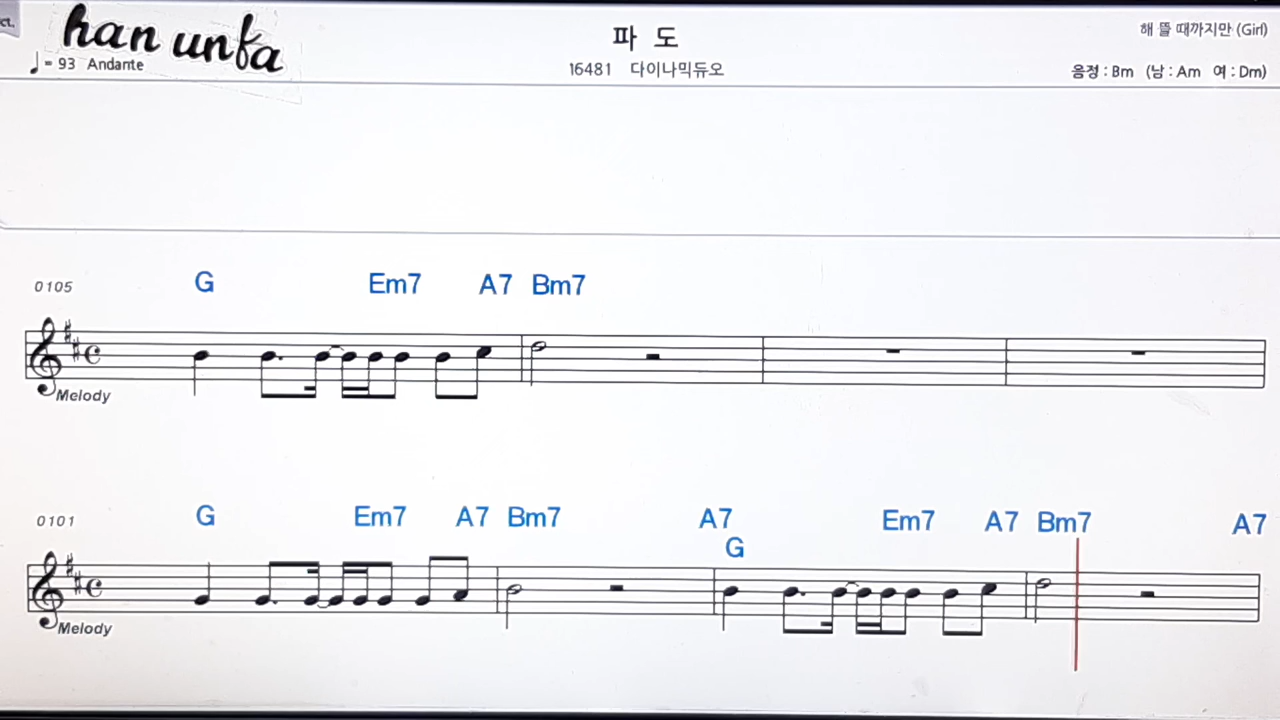 ct.
han unfa
♩= 93 Andante
파 도
16481 다이나믹듀오
해 뜰 때까지만 (Girl)
음정 : Bm (남 : Am 여 : Dm)
0105
G Em7 A7 Bm7
Melody
0101
G Em7 A7 Bm7 A7 Em7 A7 Bm7 A7
G
Melody